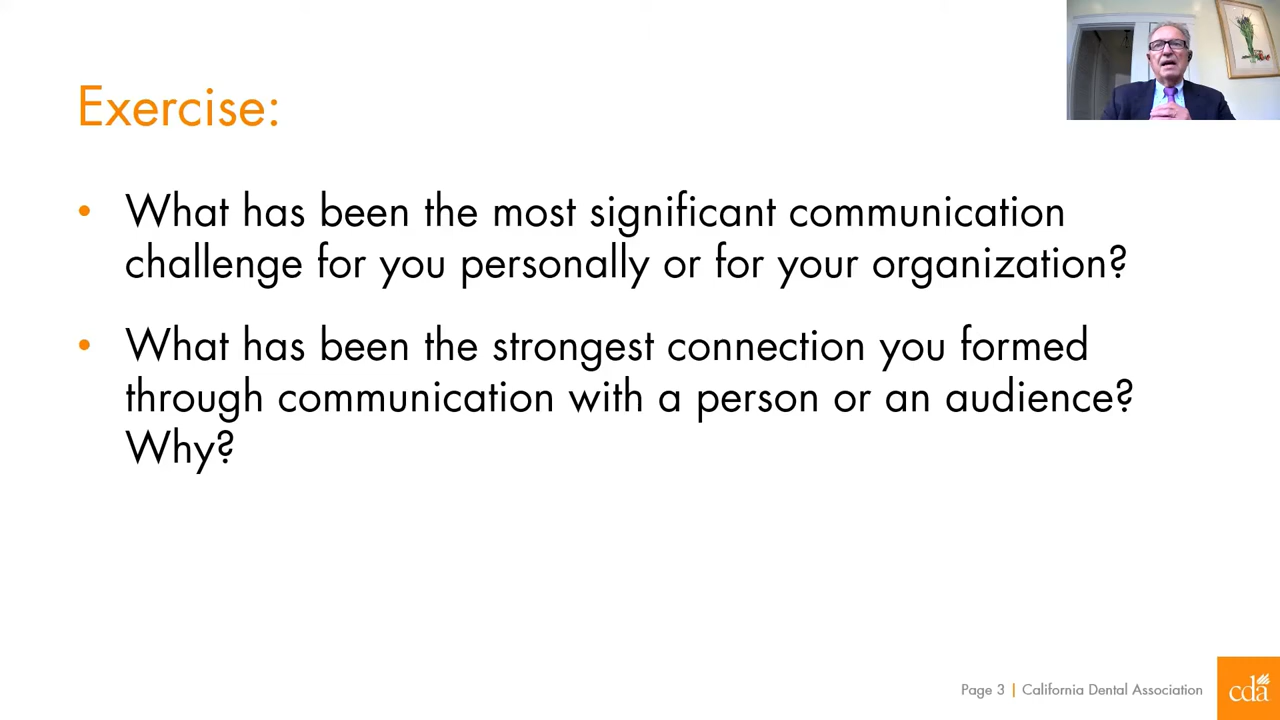 Exercise:
• What has been the most significant communication
challenge for you personally or for your organization?
• What has been the strongest connection you formed
through communication with a person or an audience?
Why?
Page 3 | California Dental Association
cda